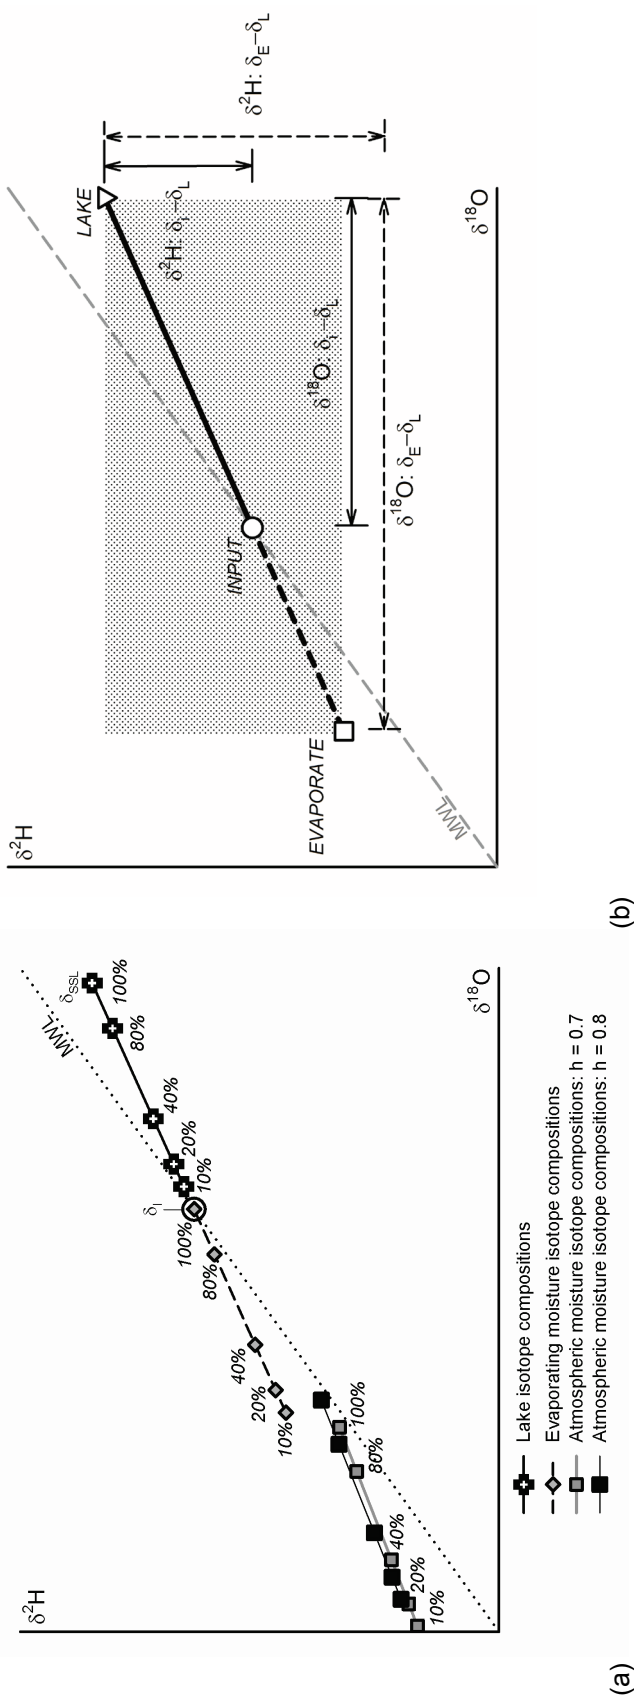 δ²H
δSSL
100%
MWL
80%
40%
20%
10%
δI
100%
80%
40%
20%
10%
100%
80%
40%
20%
10%
δ¹⁸O
Lake isotope compositions
Evaporating moisture isotope compositions
Atmospheric moisture isotope compositions: h = 0.7
Atmospheric moisture isotope compositions: h = 0.8
(a)
δ²H
LAKE
δ²H: δE–δL
δ²H: δi–δL
INPUT
δ¹⁸O: δi–δL
δ¹⁸O: δE–δL
EVAPORATE
MWL
δ¹⁸O
(b)